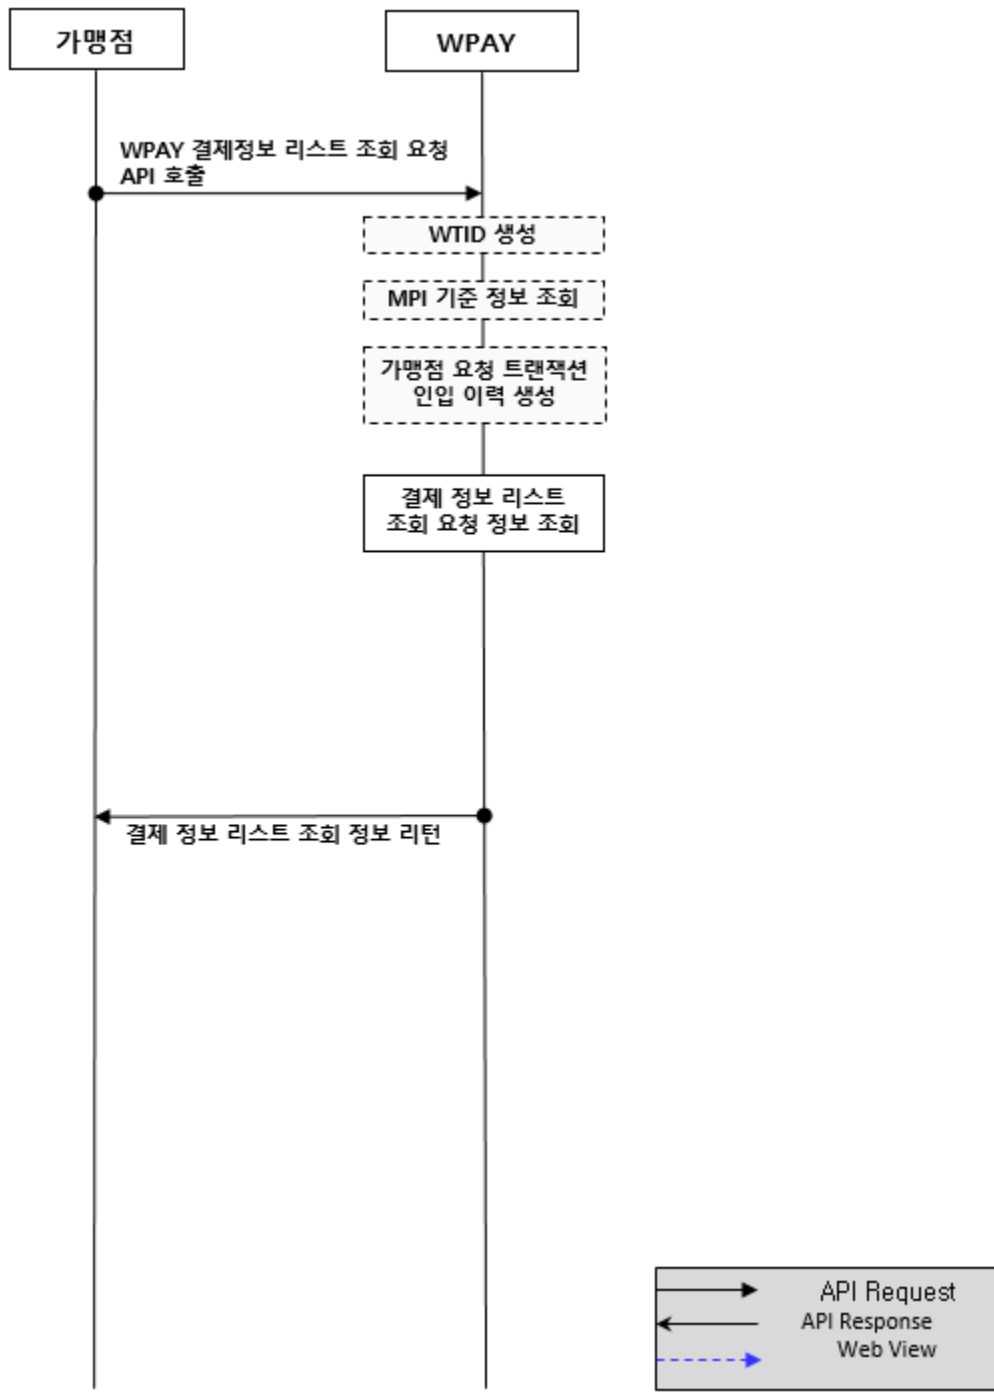 가맹점
WPAY
WPAY 결제정보 리스트 조회 요청
API 호출
WTID 생성
MPI 기준 정보 조회
가맹점 요청 트랜잭션
인입 이력 생성
결제 정보 리스트
조회 요청 정보 조회
결제 정보 리스트 조회 정보 리턴
API Request
API Response
Web View